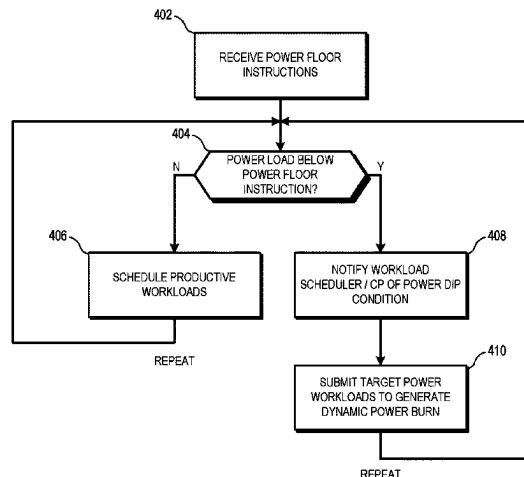 402
RECEIVE POWER FLOOR
INSTRUCTIONS
404
N
POWER LOAD BELOW
POWER FLOOR
INSTRUCTION?
Y
406
SCHEDULE PRODUCTIVE
WORKLOADS
REPEAT
408
NOTIFY WORKLOAD
SCHEDULER / CP OF POWER DIP
CONDITION
410
SUBMIT TARGET POWER
WORKLOADS TO GENERATE
DYNAMIC POWER BURN
REPEAT